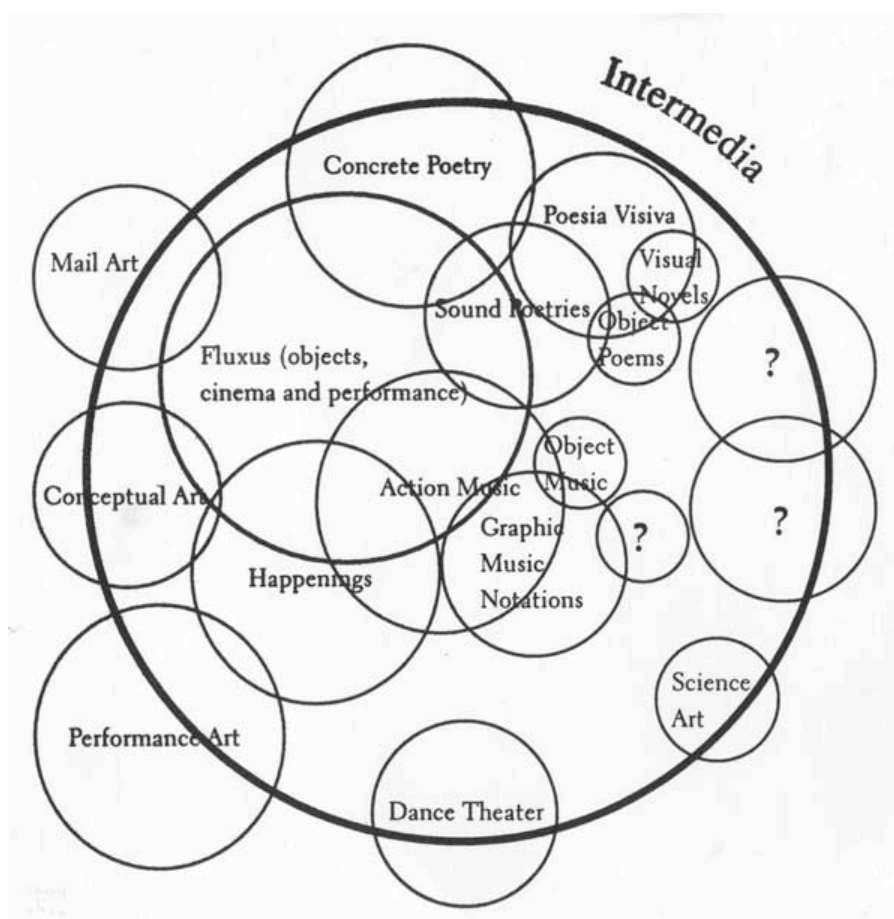 Intermedia
Concrete Poetry
Poesia Visiva
Mail Art
Visual
Novels
Sound Poetries
Object
Poems
Fluxus (objects,
cinema and performance)
?
Object
Music
Action Music
Conceptual Art
?
Graphic
Music
Notations
?
Happenings
Science
Art
Performance Art
Dance Theater